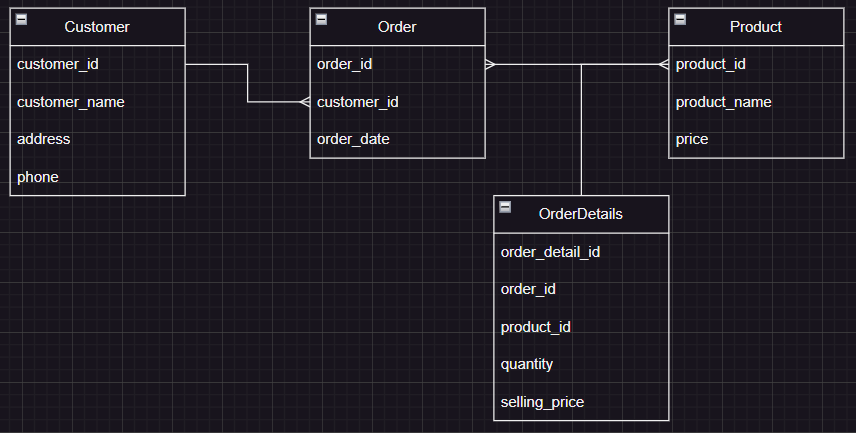 Customer
customer_id
customer_name
address
phone
Order
order_id
customer_id
order_date
Product
product_id
product_name
price
OrderDetails
order_detail_id
order_id
product_id
quantity
selling_price